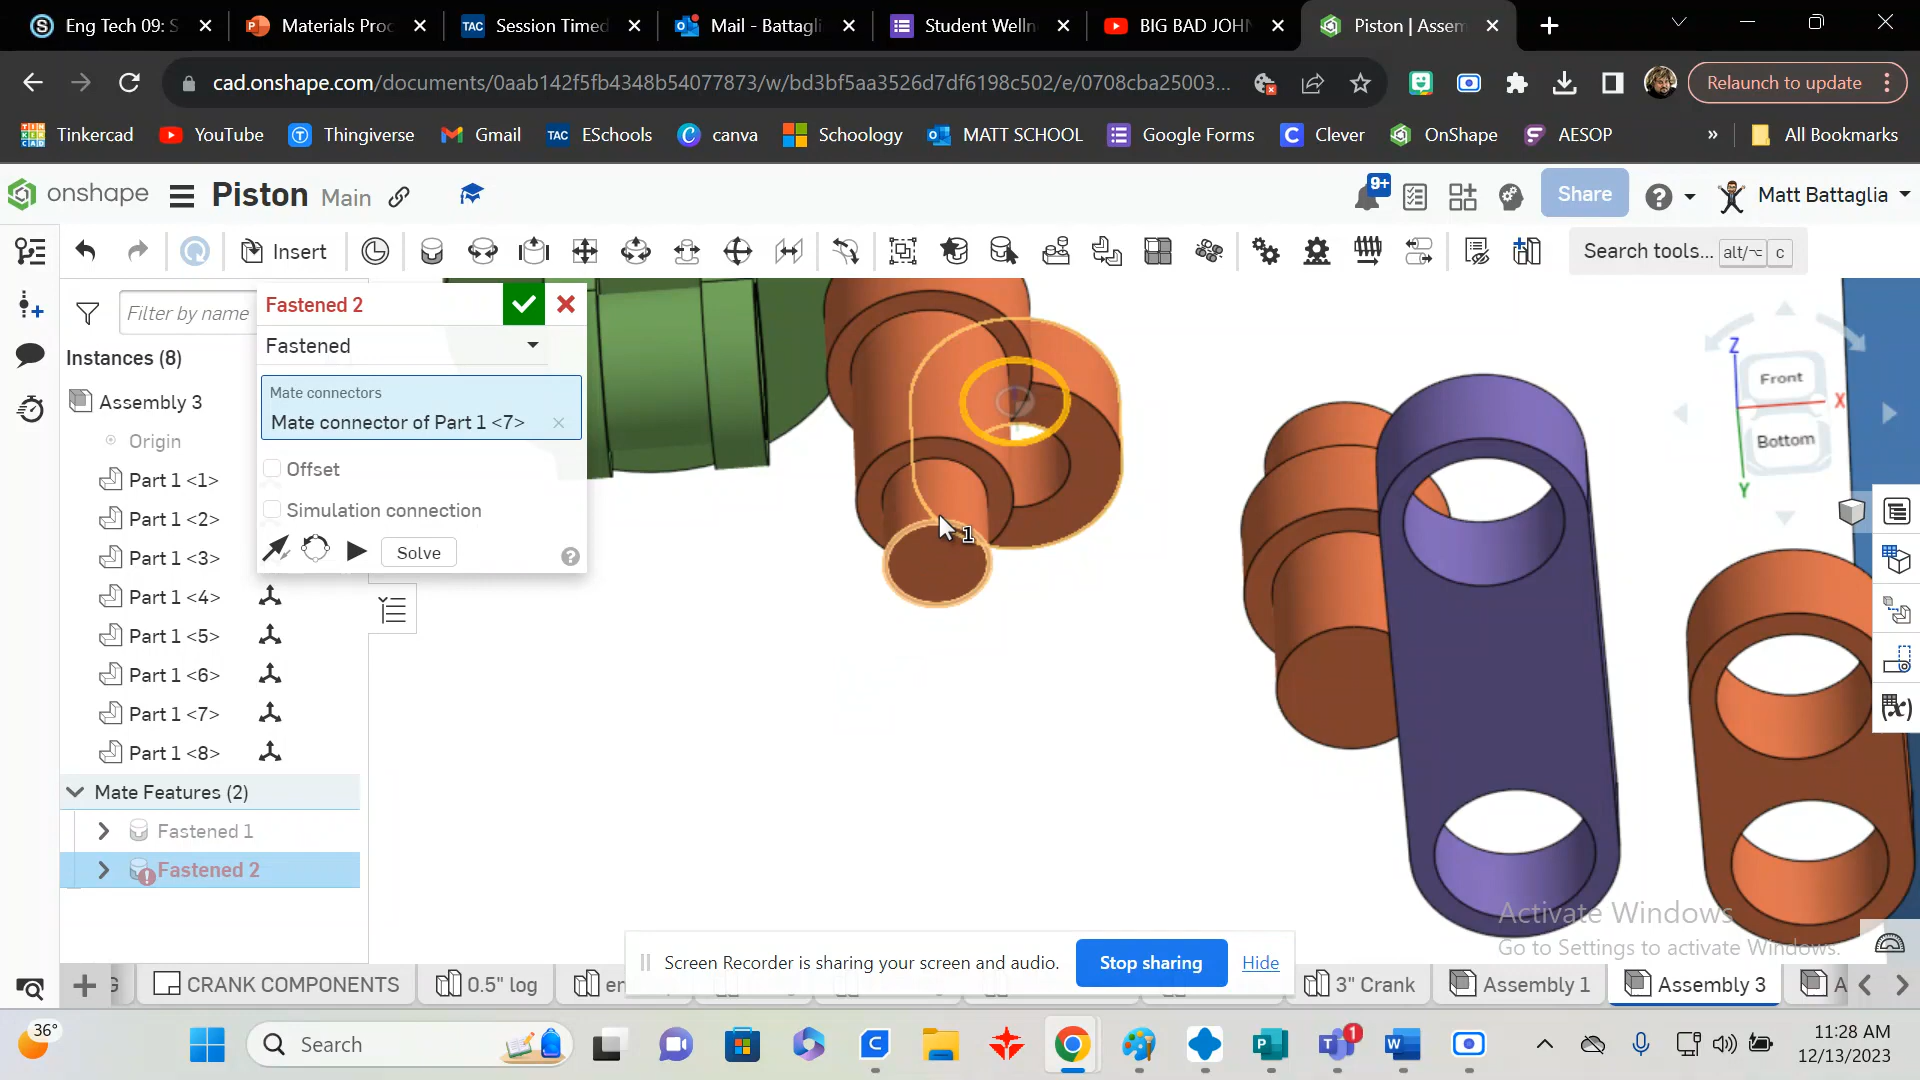 Eng Tech 09: S
Materials Proc
Session Timed
Mail - Battagli
Student Welln
BIG BAD JOHN
Piston | Assem
cad.onshape.com/documents/0aab142f5fb4348b54077873/w/bd3bf5aa3526d7df6198c502/e/0708cba25003...
Relaunch to update
Tinkercad
YouTube
Thingiverse
Gmail
ESchools
canva
Schoology
MATT SCHOOL
Google Forms
Clever
OnShape
AESOP
»
All Bookmarks
onshape
Piston
Main
9+
Share
Matt Battaglia
Insert
Search tools... alt/⌥ c
Filter by name
Fastened 2
Fastened
Mate connectors
Mate connector of Part 1 <7>
Offset
Simulation connection
Solve
Instances (8)
Assembly 3
Origin
Part 1 <1>
Part 1 <2>
Part 1 <3>
Part 1 <4>
Part 1 <5>
Part 1 <6>
Part 1 <7>
Part 1 <8>
Mate Features (2)
Fastened 1
Fastened 2
1
Z
Front
X
Bottom
Y
Activate Windows
Go to Settings to activate Windows.
Screen Recorder is sharing your screen and audio.
Stop sharing
Hide
CRANK COMPONENTS
0.5" log
en
3" Crank
Assembly 1
Assembly 3
A
36°
Search
1
11:28 AM
12/13/2023